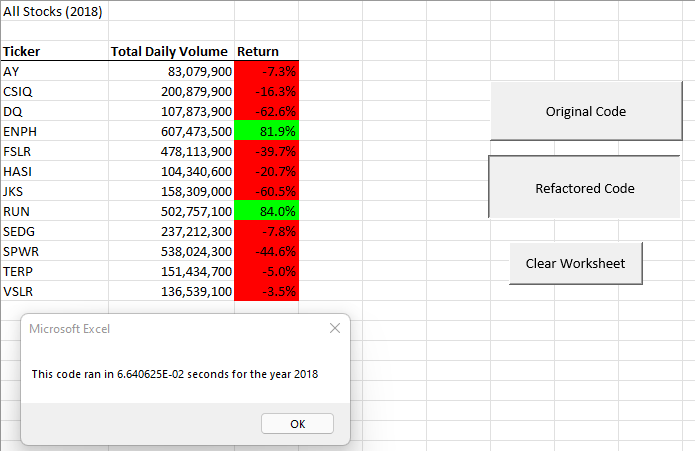 All Stocks (2018)
Ticker Total Daily Volume Return
AY 83,079,900 -7.3%
CSIQ 200,879,900 -16.3%
DQ 107,873,900 -62.6%
ENPH 607,473,500 81.9%
FSLR 478,113,900 -39.7%
HASI 104,340,600 -20.7%
JKS 158,309,000 -60.5%
RUN 502,757,100 84.0%
SEDG 237,212,300 -7.8%
SPWR 538,024,300 -44.6%
TERP 151,434,700 -5.0%
VSLR 136,539,100 -3.5%
Original Code
Refactored Code
Clear Worksheet
Microsoft Excel
This code ran in 6.640625E-02 seconds for the year 2018
OK